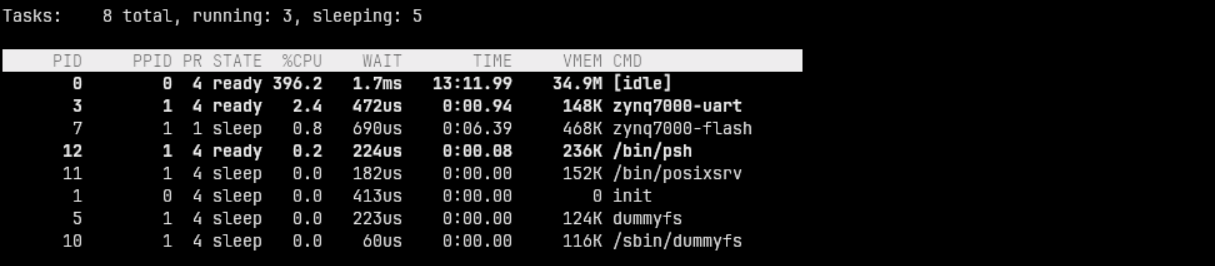 Tasks:    8 total, running: 3, sleeping: 5
     PID     PPID PR STATE  %CPU    WAIT       TIME     VMEM CMD
       0        0  4 ready 396.2   1.7ms   13:11.99    34.9M [idle]
       3        1  4 ready   2.4   472us    0:00.94     148K zynq7000-uart
       7        1  1 sleep   0.8   690us    0:06.39     468K zynq7000-flash
      12        1  4 ready   0.2   224us    0:00.08     236K /bin/psh
      11        1  4 sleep   0.0   182us    0:00.00     152K /bin/posixsrv
       1        0  4 sleep   0.0   413us    0:00.00        0 init
       5        1  4 sleep   0.0   223us    0:00.00     124K dummyfs
      10        1  4 sleep   0.0    60us    0:00.00     116K /sbin/dummyfs